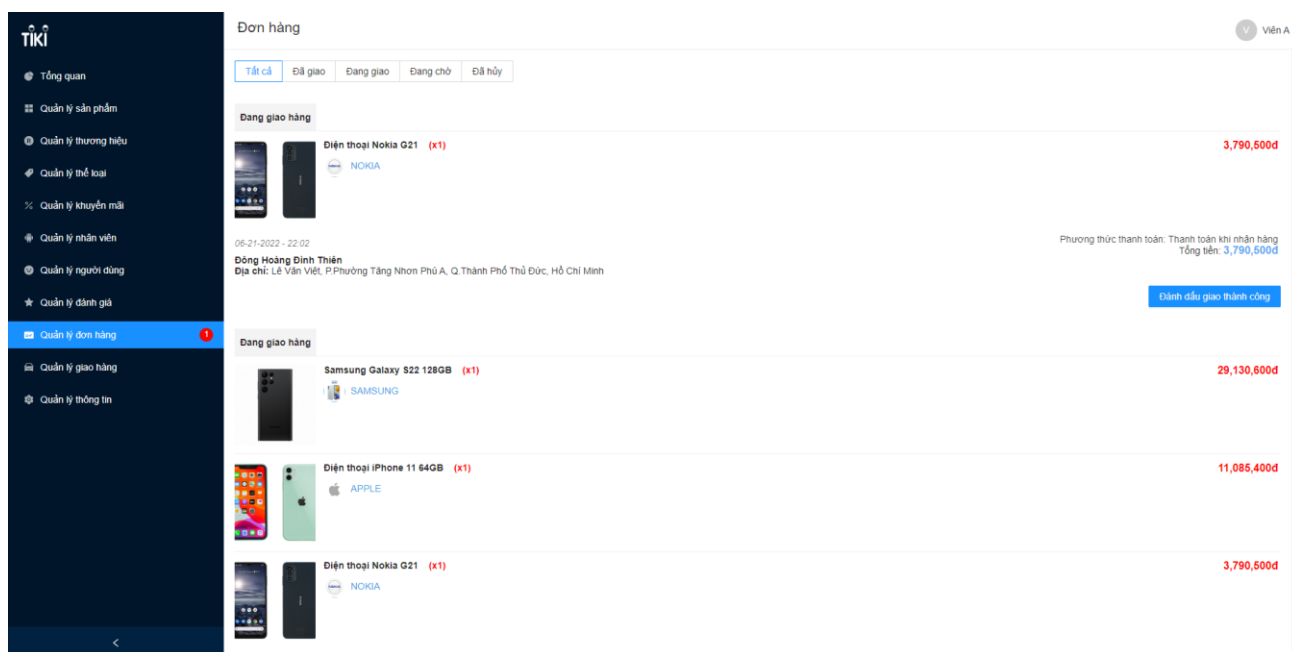 TIKI
Đơn hàng
V
Viên A
Tổng quan
Quản lý sản phẩm
Quản lý thương hiệu
Quản lý thể loại
Quản lý khuyến mãi
Quản lý nhân viên
Quản lý người dùng
Quản lý đánh giá
Quản lý đơn hàng 1
Quản lý giao hàng
Quản lý thông tin
<
Tất cả Đã giao Đang giao Đang chờ Đã hủy
Đang giao hàng
Điện thoại Nokia G21 (x1) 3,790,500đ
NOKIA
06-21-2022 - 22:02
Đông Hoàng Đình Thiên
Địa chỉ: Lê Văn Việt, P.Phường Tăng Nhơn Phú A, Q.Thành Phố Thủ Đức, Hồ Chí Minh
Phương thức thanh toán: Thanh toán khi nhận hàng
Tổng tiền: 3,790,500đ
Đánh dấu giao thành công
Đang giao hàng
Samsung Galaxy S22 128GB (x1) 29,130,600đ
SAMSUNG
Điện thoại iPhone 11 64GB (x1) 11,085,400đ
APPLE
Điện thoại Nokia G21 (x1) 3,790,500đ
NOKIA